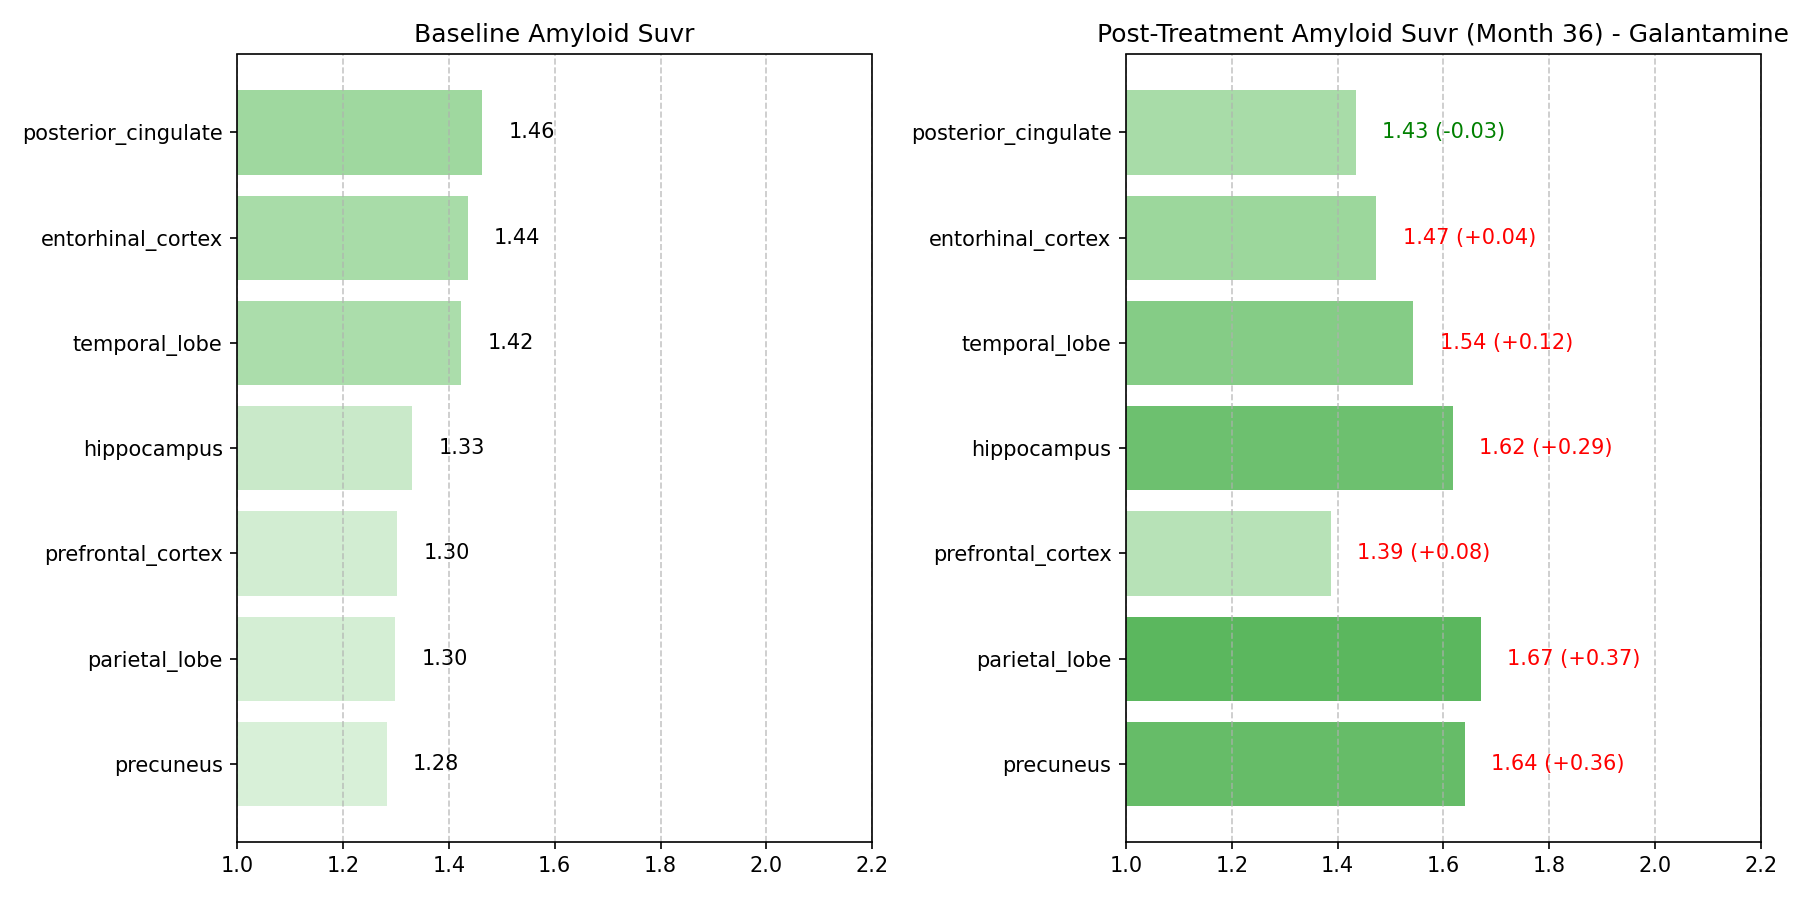 Baseline Amyloid Suvr
posterior_cingulate 1.46
entorhinal_cortex 1.44
temporal_lobe 1.42
hippocampus 1.33
prefrontal_cortex 1.30
parietal_lobe 1.30
precuneus 1.28
1.0 1.2 1.4 1.6 1.8 2.0 2.2
Post-Treatment Amyloid Suvr (Month 36) - Galantamine
posterior_cingulate 1.43 (-0.03)
entorhinal_cortex 1.47 (+0.04)
temporal_lobe 1.54 (+0.12)
hippocampus 1.62 (+0.29)
prefrontal_cortex 1.39 (+0.08)
parietal_lobe 1.67 (+0.37)
precuneus 1.64 (+0.36)
1.0 1.2 1.4 1.6 1.8 2.0 2.2